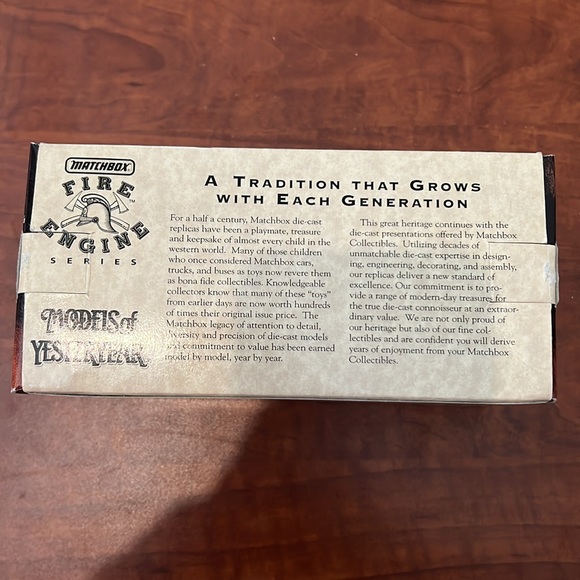 MATCHBOX
FIRE
ENGINE
SERIES
MODELS of
YESTERYEAR
A TRADITION THAT GROWS
WITH EACH GENERATION
For a half a century, Matchbox die-cast
replicas have been a playmate, treasure
and keepsake of almost every child in the
western world. Many of those children
who once considered Matchbox cars,
trucks, and buses as toys now revere them
as bona fide collectibles. Knowledgeable
collectors know that many of these "toys"
from earlier days are now worth hundreds
of times their original issue price. The
Matchbox legacy of attention to detail,
diversity and precision of die-cast models
and commitment to value has been earned
model by model, year by year.
This great heritage continues with the
die-cast presentations offered by Matchbox
Collectibles. Utilizing decades of
unmatchable die-cast expertise in design-
ing, engineering, decorating, and assembly,
our replicas deliver a new standard of
excellence. Our commitment is to pro-
vide a range of modern-day treasures for
the true die-cast connoisseur at an extraor-
dinary value. We are not only proud of
our heritage but also of our fine col-
lectibles and are confident you will derive
years of enjoyment from your Matchbox
Collectibles.